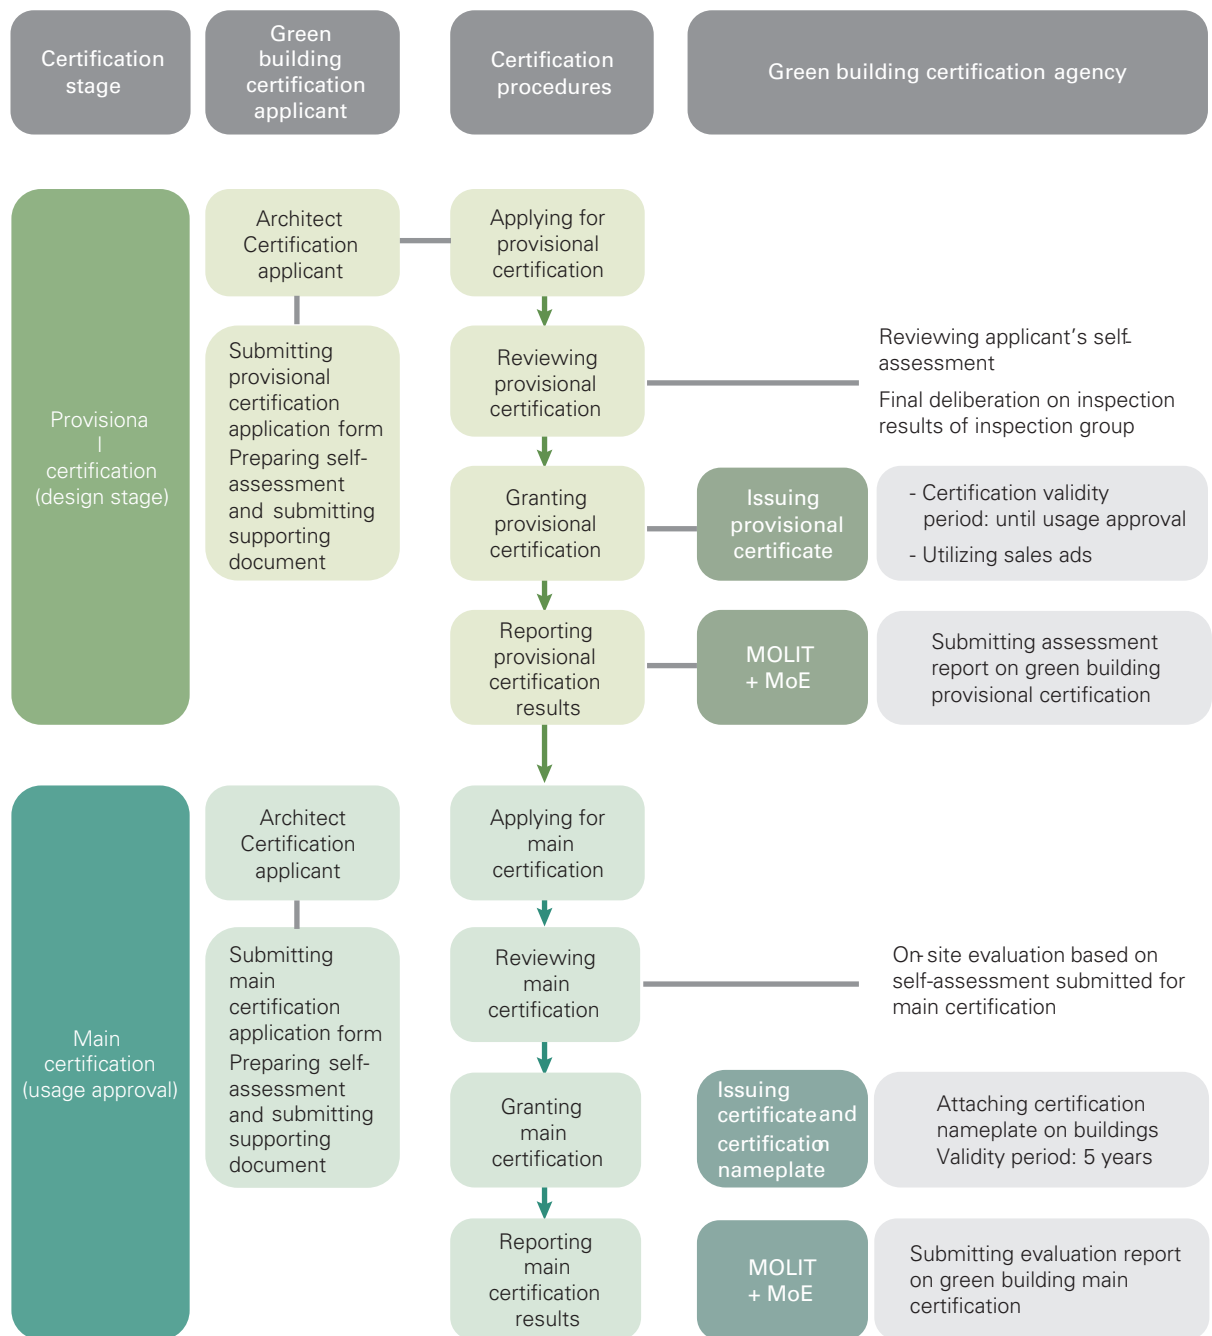 Certification
stage
Green
building
certification
applicant
Certification
procedures
Green building certification agency
Provisiona
l
certification
(design stage)
Architect
Certification
applicant
Submitting
provisional
certification
application form
Preparing self-
assessment
and submitting
supporting
document
Applying for
provisional
certification
Reviewing
provisional
certification
Reviewing applicant's self-
assessment
Final deliberation on inspection
results of inspection group
Granting
provisional
certification
Issuing
provisional
certificate
- Certification validity
period: until usage approval
- Utilizing sales ads
Reporting
provisional
certification
results
MOLIT
+ MoE
Submitting assessment
report on green building
provisional certification
Main
certification
(usage approval)
Architect
Certification
applicant
Submitting
main
certification
application form
Preparing self-
assessment
and submitting
supporting
document
Applying for
main
certification
Reviewing
main
certification
On-site evaluation based on
self-assessment submitted for
main certification
Granting
main
certification
Issuing
certificate and
certification
nameplate
Attaching certification
nameplate on buildings
Validity period: 5 years
Reporting
main
certification
results
MOLIT
+ MoE
Submitting evaluation report
on green building main
certification